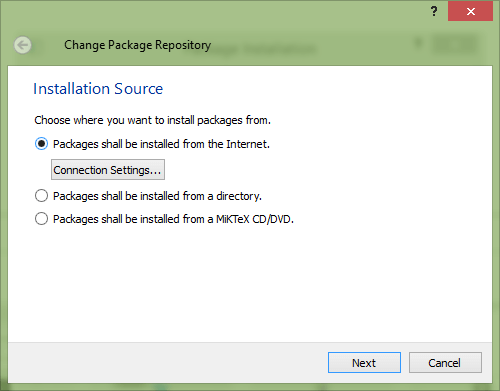 ?
Change Package Repository
Package Installation
Installation Source
Choose where you want to install packages from.
Packages shall be installed from the Internet.
Connection Settings...
Packages shall be installed from a directory.
Packages shall be installed from a MiKTeX CD/DVD.
Next
Cancel